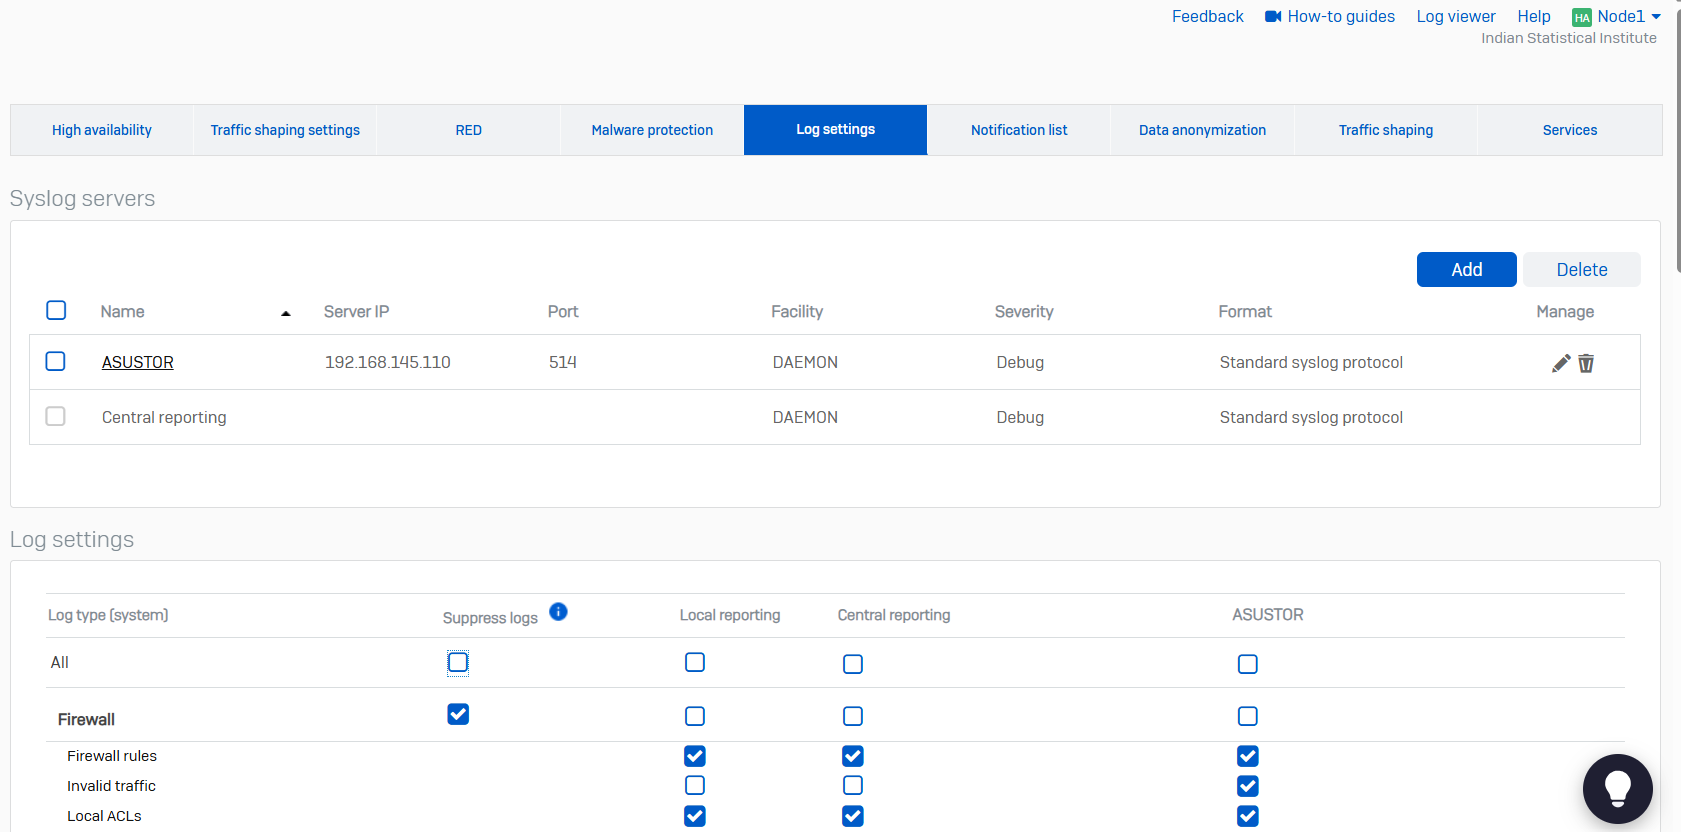 Feedback How-to guides Log viewer Help HA Node1
Indian Statistical Institute
High availability Traffic shaping settings RED Malware protection Log settings Notification list Data anonymization Traffic shaping Services
Syslog servers
Add Delete
Name Server IP Port Facility Severity Format Manage
ASUSTOR 192.168.145.110 514 DAEMON Debug Standard syslog protocol
Central reporting DAEMON Debug Standard syslog protocol
Log settings
Log type (system) Suppress logs i Local reporting Central reporting ASUSTOR
All
Firewall
Firewall rules
Invalid traffic
Local ACLs